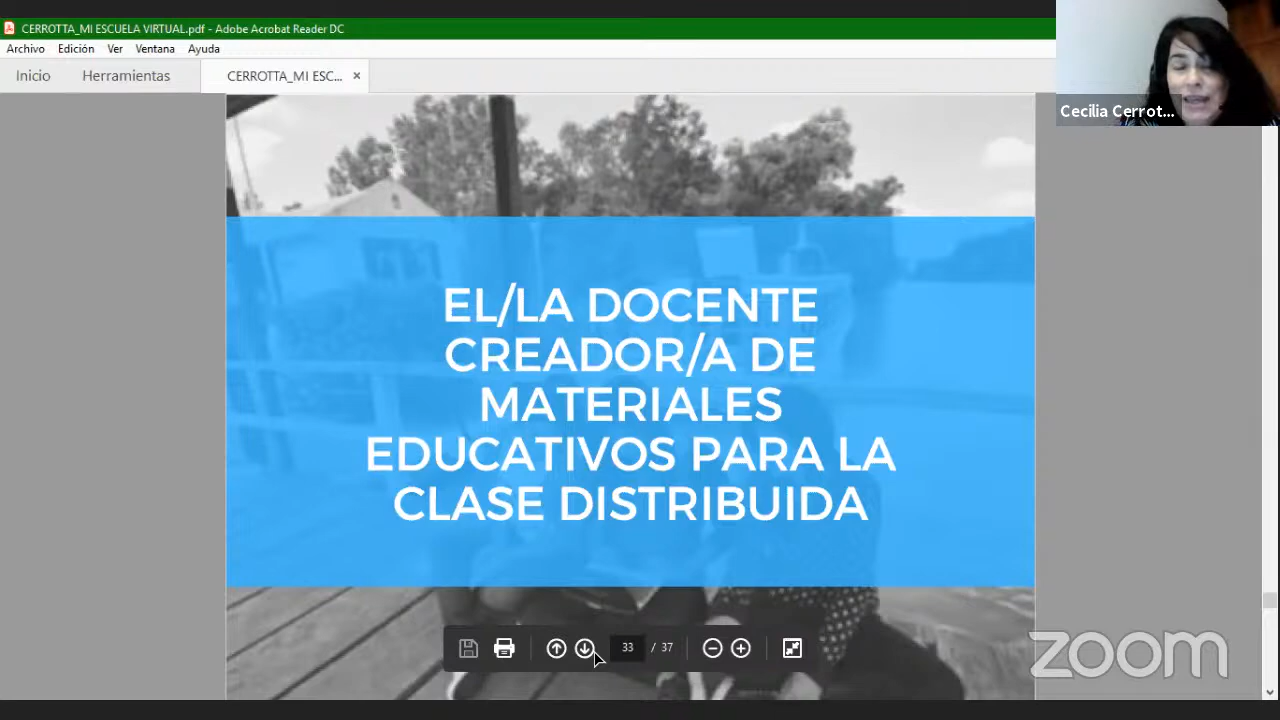 CERROTTA_MI ESCUELA VIRTUAL.pdf - Adobe Acrobat Reader DC
Archivo Edición Ver Ventana Ayuda
Inicio Herramientas CERROTTA_MI ESC... ×
Cecilia Cerrot...
EL/LA DOCENTE
CREADOR/A DE
MATERIALES
EDUCATIVOS PARA LA
CLASE DISTRIBUIDA
33 / 37
zoom